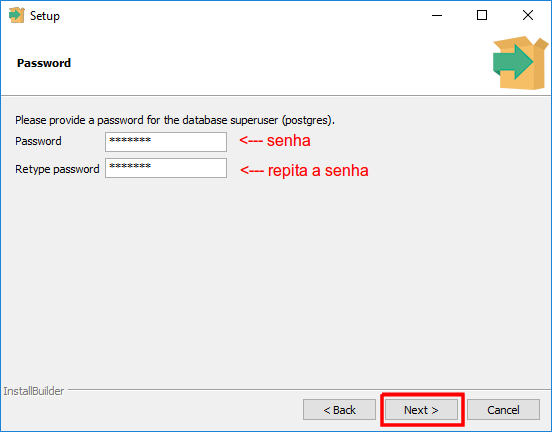 Setup
Password
Please provide a password for the database superuser (postgres).
Password ******* <--- senha
Retype password ******* <--- repita a senha
InstallBuilder
< Back Next > Cancel